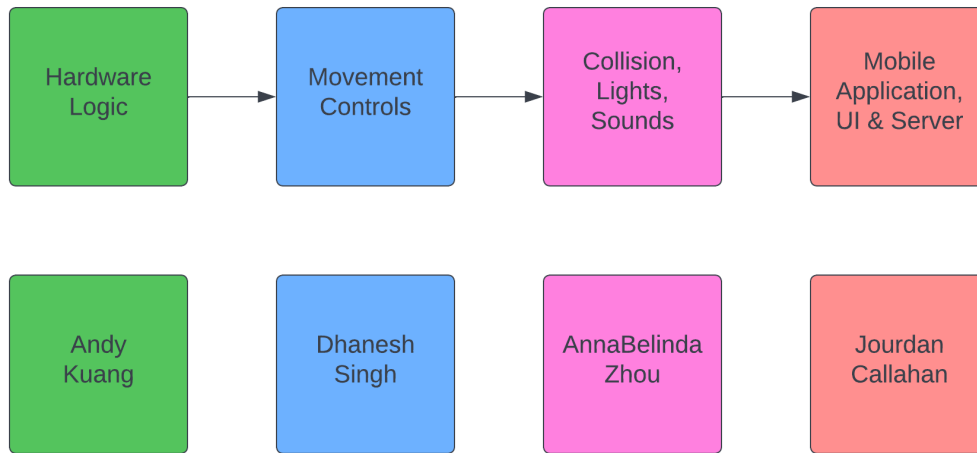 Hardware
Logic
Movement
Controls
Collision,
Lights,
Sounds
Mobile
Application,
UI & Server
Andy
Kuang
Dhanesh
Singh
AnnaBelinda
Zhou
Jourdan
Callahan